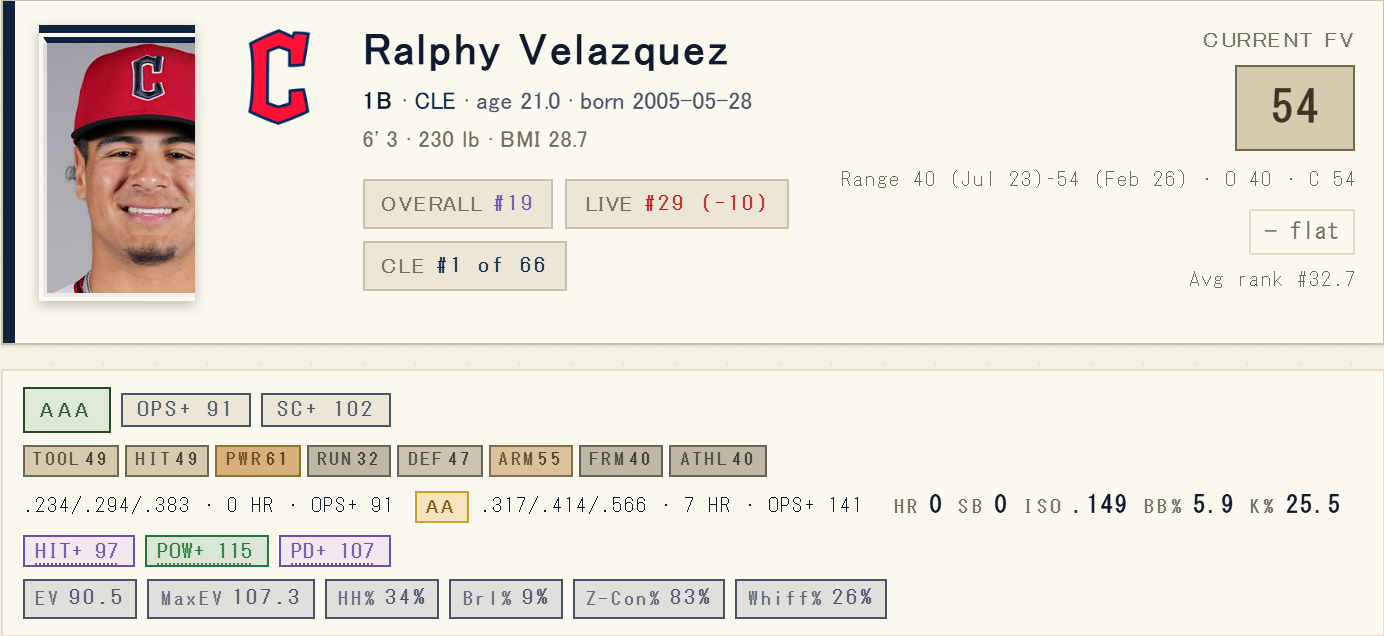 Ralphy Velazquez
1B · CLE · age 21.0 · born 2005-05-28
6' 3 · 230 lb · BMI 28.7
OVERALL #19 LIVE #29 (-10)
CLE #1 of 66
CURRENT FV
54
Range 40 (Jul 23)-54 (Feb 26) · O 40 · C 54
— flat
Avg rank #32.7
AAA OPS+ 91 SC+ 102
TOOL 49 HIT 49 PWR 61 RUN 32 DEF 47 ARM 55 FRM 40 ATHL 40
.234/.294/.383 · 0 HR · OPS+ 91 AA .317/.414/.566 · 7 HR · OPS+ 141 HR 0 SB 0 ISO .149 BB% 5.9 K% 25.5
HIT+ 97 POW+ 115 PD+ 107
EV 90.5 MaxEV 107.3 HH% 34% Brl% 9% Z-Con% 83% Whiff% 26%